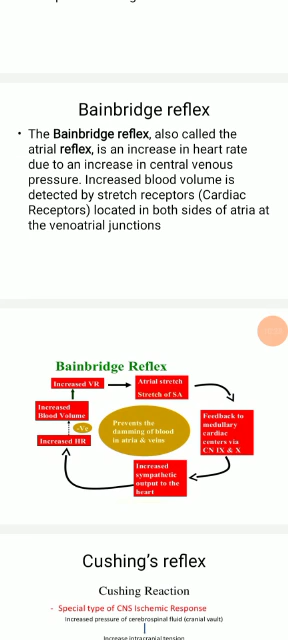 Bainbridge reflex
• The Bainbridge reflex, also called the
atrial reflex, is an increase in heart rate
due to an increase in central venous
pressure. Increased blood volume is
detected by stretch receptors (Cardiac
Receptors) located in both sides of atria at
the venoatrial junctions
Bainbridge Reflex
Increased VR
Atrial stretch
Stretch of SA
Increased
Blood Volume
-Ve
Increased HR
Prevents the
damming of blood
in atria & veins
Feedback to
medullary
cardiac
centers via
CN IX & X
Increased
sympathetic
output to the
heart
Cushing's reflex
Cushing Reaction
- Special type of CNS Ischemic Response
Increased pressure of cerebrospinal fluid (cranial vault)
Increase intracranial tension